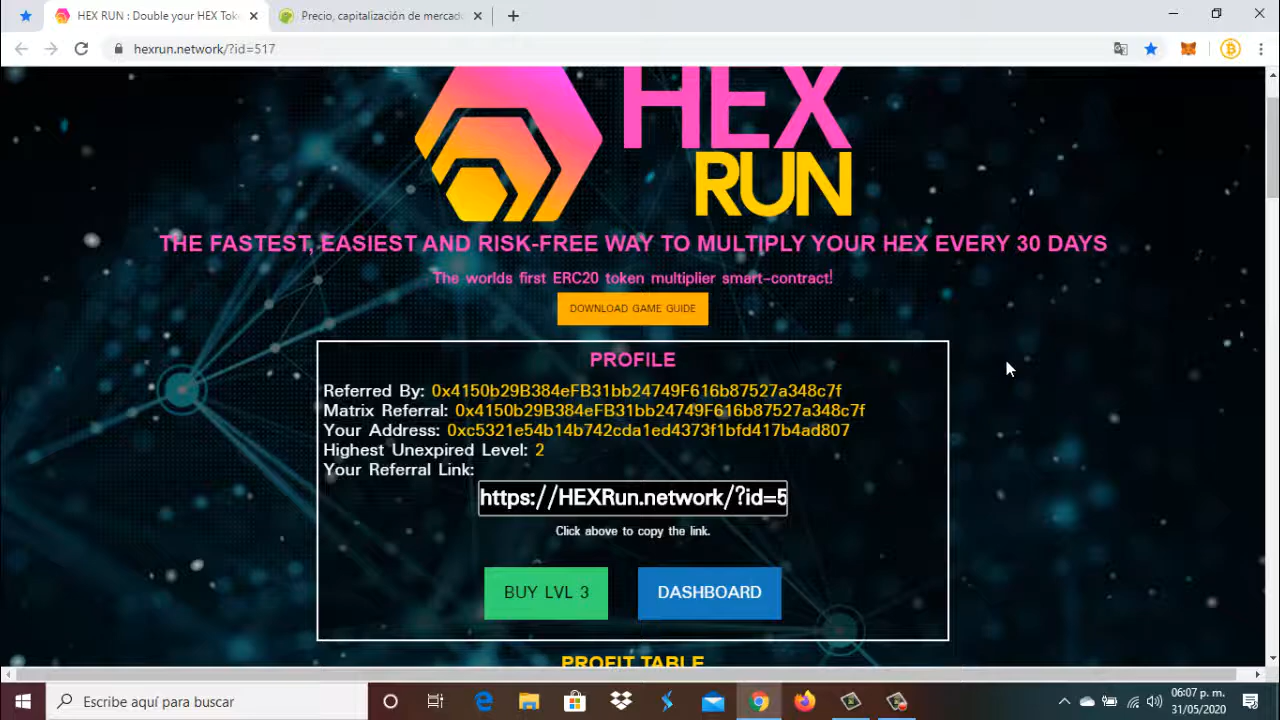 HEX RUN : Double your HEX Toke
Precio, capitalización de mercado
hexrun.network/?id=517
HEX
RUN
THE FASTEST, EASIEST AND RISK-FREE WAY TO MULTIPLY YOUR HEX EVERY 30 DAYS
The worlds first ERC20 token multiplier smart-contract!
DOWNLOAD GAME GUIDE
PROFILE
Referred By: 0x4150b29B384eFB31bb24749F616b87527a348c7f
Matrix Referral: 0x4150b29B384eFB31bb24749F616b87527a348c7f
Your Address: 0xc5321e54b14b742cda1ed4373f1bfd417b4ad807
Highest Unexpired Level: 2
Your Referral Link:
https://HEXRun.network/?id=5
Click above to copy the link.
BUY LVL 3
DASHBOARD
PROFIT TABLE
Escribe aquí para buscar
06:07 p. m.
31/05/2020